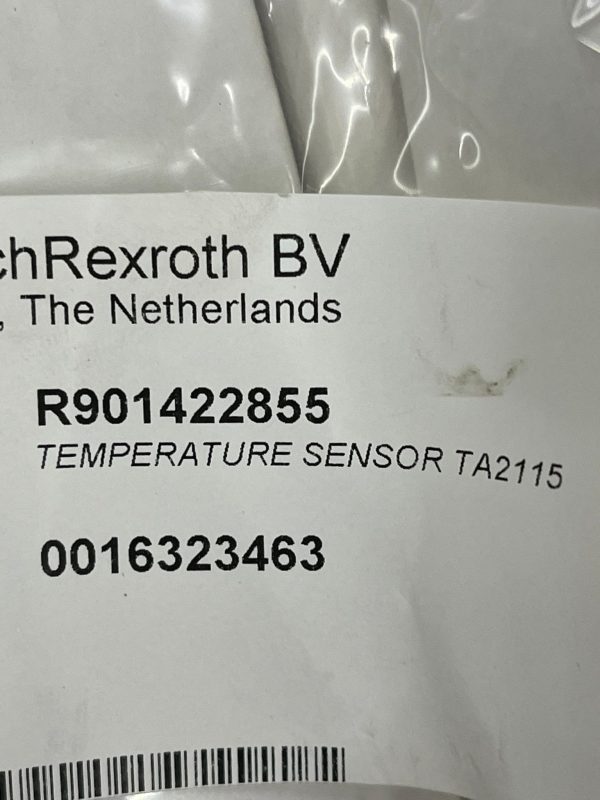 chRexroth BV
, The Netherlands
R901422855
TEMPERATURE SENSOR TA2115
0016323463